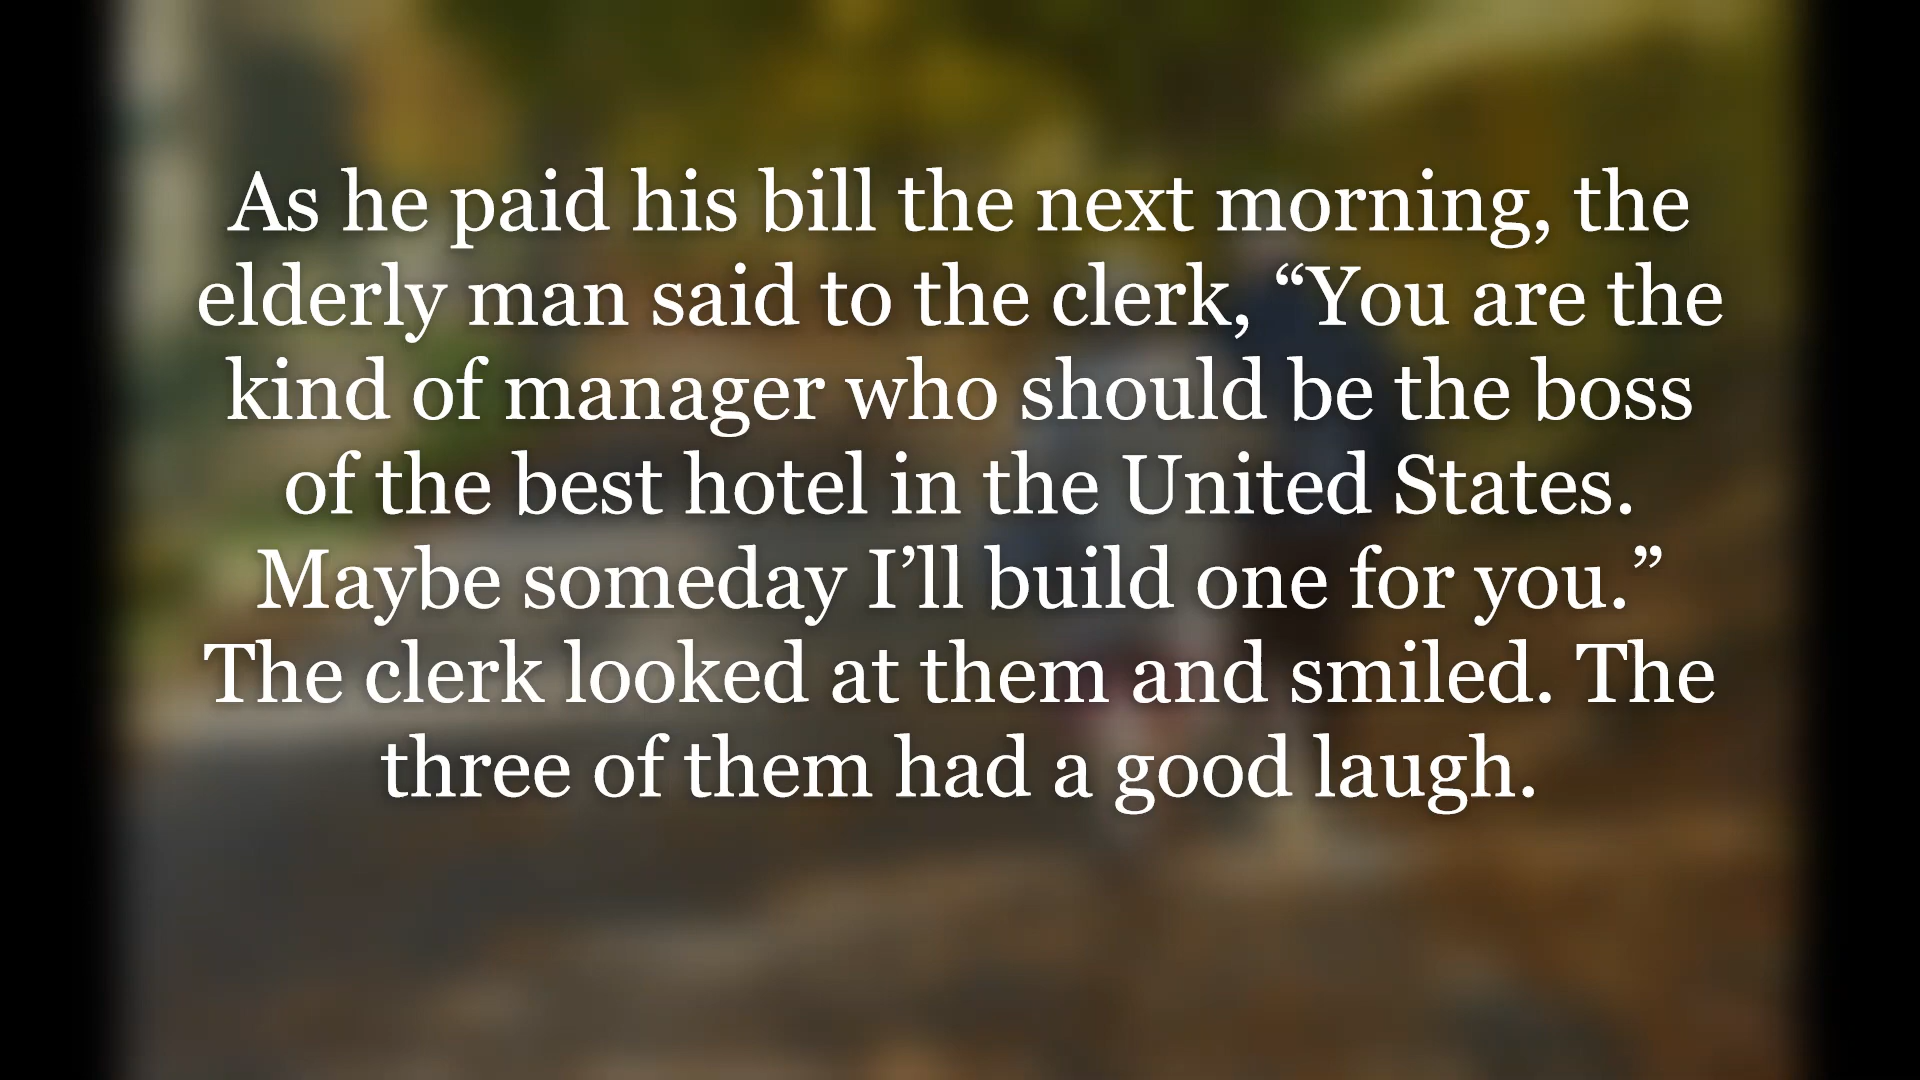 As he paid his bill the next morning, the
elderly man said to the clerk, “You are the
kind of manager who should be the boss
of the best hotel in the United States.
Maybe someday I’ll build one for you.”
The clerk looked at them and smiled. The
three of them had a good laugh.